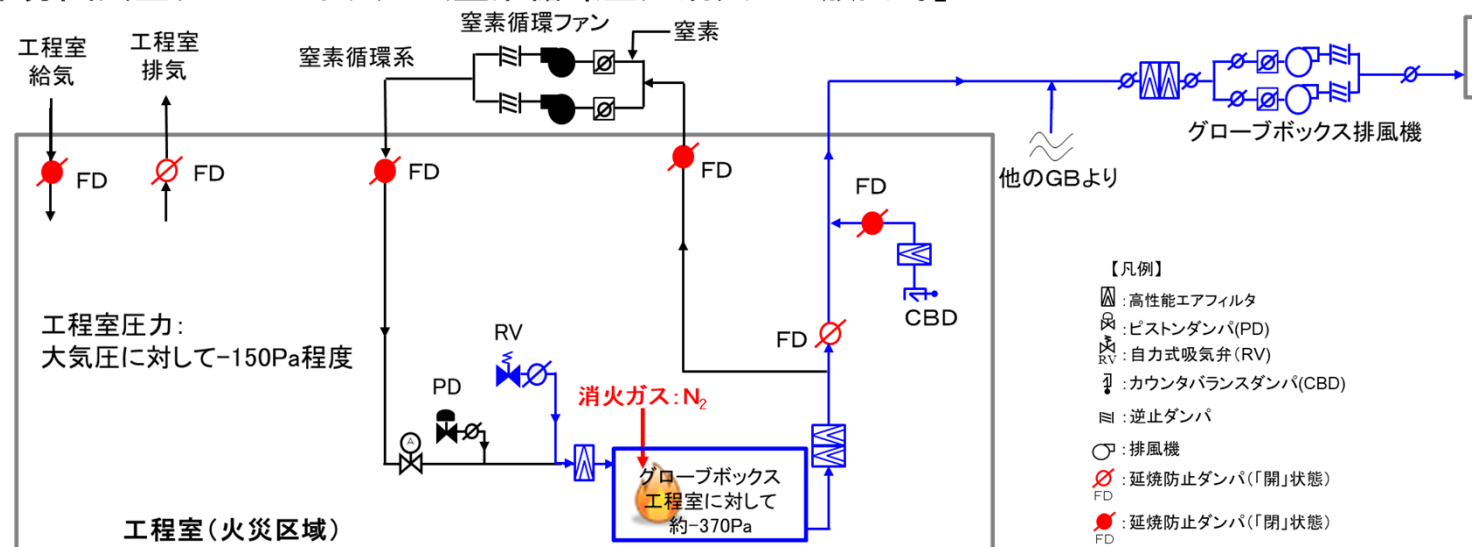 工程室
給気
工程室
排気
窒素循環系
窒素循環ファン
窒素
グローブボックス排風機
他のGBより
FD
FD
FD
FD
FD
CBD
FD
工程室圧力:
大気圧に対して-150Pa程度
RV
PD
A
消火ガス:N₂
グローブボックス
工程室に対して
約-370Pa
工程室(火災区域)
【凡例】
:高性能エアフィルタ
:ピストンダンパ(PD)
RV :自力式吸気弁(RV)
:カウンタバランスダンパ(CBD)
:逆止ダンパ
:排風機
FD :延焼防止ダンパ(「開」状態)
FD :延焼防止ダンパ(「閉」状態)